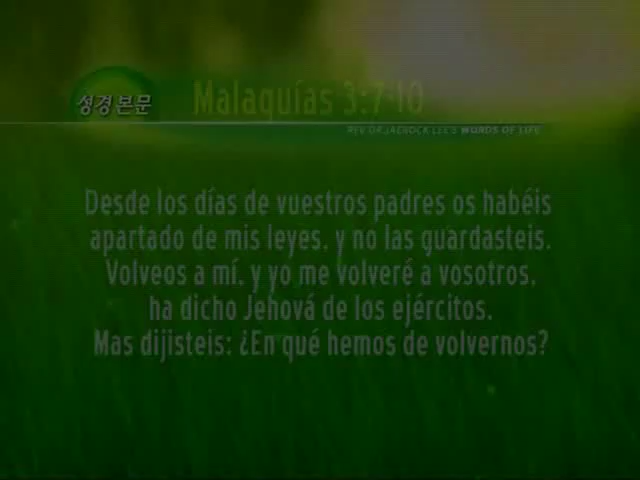 성경본문
Malaquías 3:7-10
REV. DR. JAEROCK LEE'S WORDS OF LIFE
Desde los días de vuestros padres os habéis
apartado de mis leyes, y no las guardasteis.
Volveos a mí, y yo me volveré a vosotros,
ha dicho Jehová de los ejércitos.
Mas dijisteis: ¿En qué hemos de volvernos?